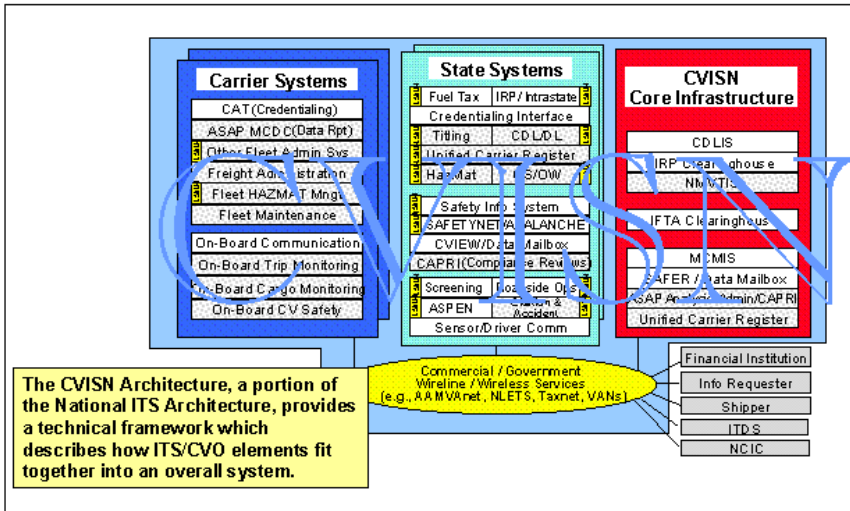 Carrier Systems
CAT (Credentialing)
ASAP MCDC (Data Rpt)
Other Fleet Admin Sys
Freight Administration
Fleet HAZMAT Mngt
Fleet Maintenance
On-Board Communication
On-Board Trip Monitoring
On-Board Cargo Monitoring
On-Board CV Safety
State Systems
Fuel Tax IRP/Intrastate
Credentialing Interface
Titling CDL/DL
Unified Carrier Register
HazMat OS/OW
Safety Info System
SAFETYNET/AVALANCHE
CVIEW/Data Mailbox
CAPRI (Compliance Reviews)
Screening Roadside Ops
ASPEN Citation & Accident
Sensor/Driver Comm
CVISN
Core Infrastructure
CDLIS
IRP Clearinghouse
NMVTIS
IFTA Clearinghous
MCMIS
SAFER / Data Mailbox
ASAP Analysis/Admin/CAPRI
Unified Carrier Register
CVISN
Commercial / Government
Wireline / Wireless Services
(e.g., AAMVAnet, NLETS, Taxnet, VANs)
Financial Institution
Info Requester
Shipper
ITDS
NCIC
The CVISN Architecture, a portion of
the National ITS Architecture, provides
a technical framework which
describes how ITS/CVO elements fit
together into an overall system.